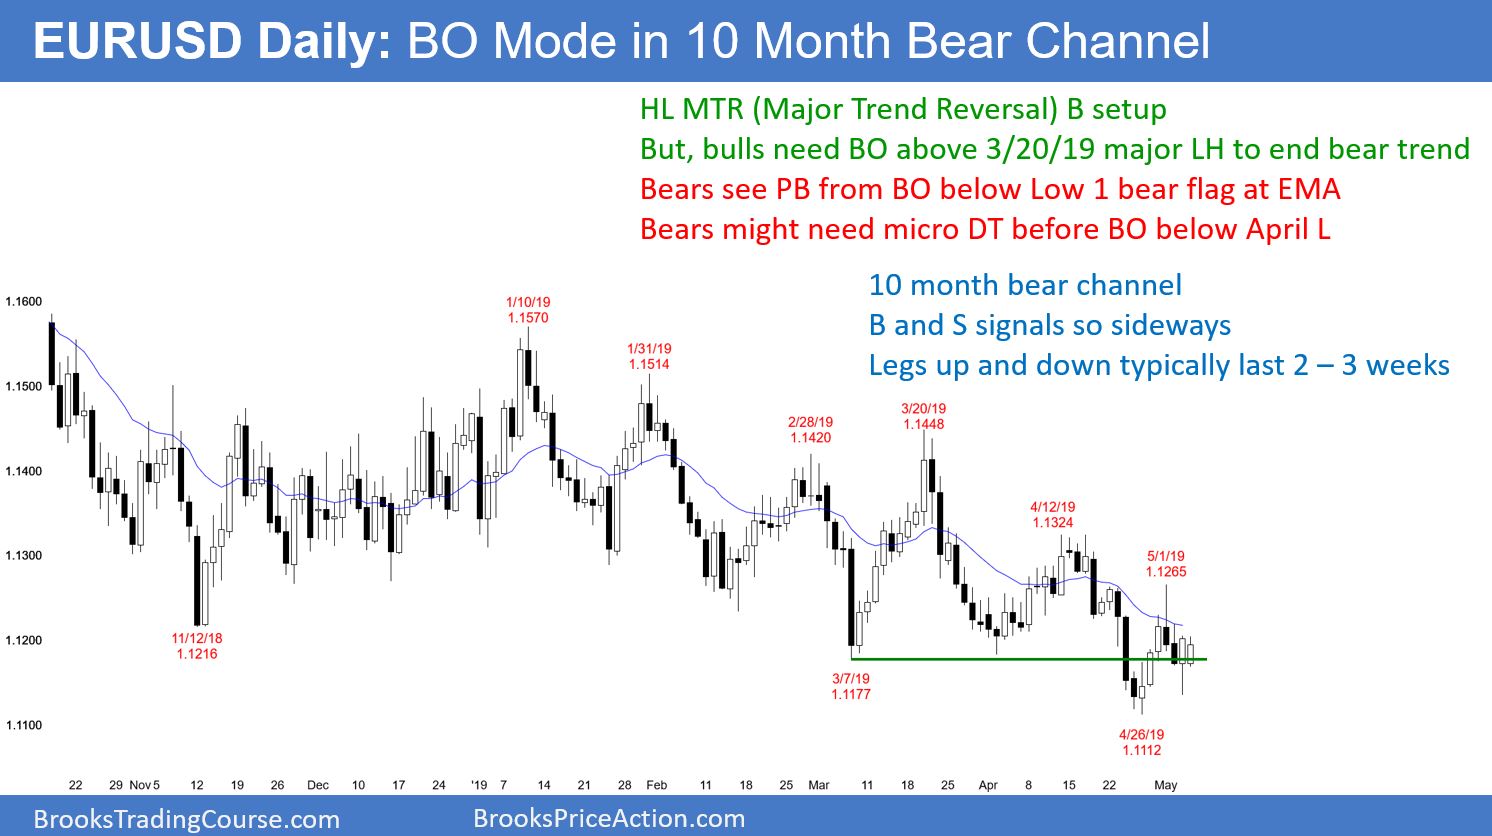 EURUSD Daily: BO Mode in 10 Month Bear Channel
HL MTR (Major Trend Reversal) B setup
But, bulls need BO above 3/20/19 major LH to end bear trend
Bears see PB from BO below Low 1 bear flag at EMA
Bears might need micro DT before BO below April L
10 month bear channel
B and S signals so sideways
Legs up and down typically last 2 – 3 weeks
1.1600
1.1500
1.1400
1.1300
1.1200
1.1100
1/10/19
1.1570
1/31/19
1.1514
2/28/19
1.1420
3/20/19
1.1448
4/12/19
1.1324
5/1/19
1.1265
11/12/18
1.1216
3/7/19
1.1177
4/26/19
1.1112
22 29 Nov 5 12 19 26 Dec 10 17 24 '19 7 14 21 28 Feb 11 18 25 Mar 11 18 25 Apr 8 15 22 May
BrooksTradingCourse.com
BrooksPriceAction.com